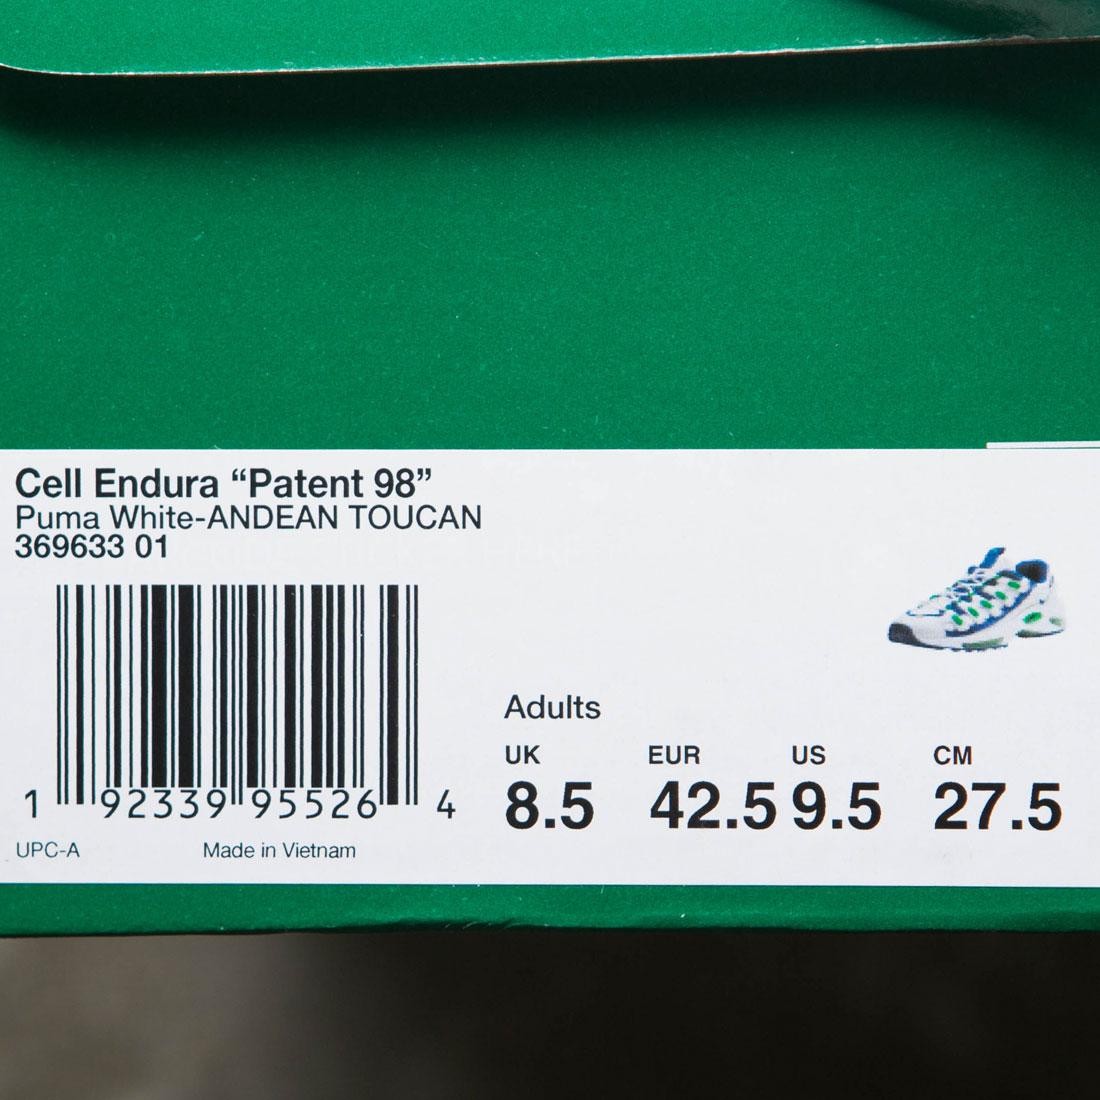 Cell Endura “Patent 98”
Puma White-ANDEAN TOUCAN
369633 01
1 92339 95526 4
UPC-A Made in Vietnam
Adults
UK EUR US CM
8.5 42.5 9.5 27.5